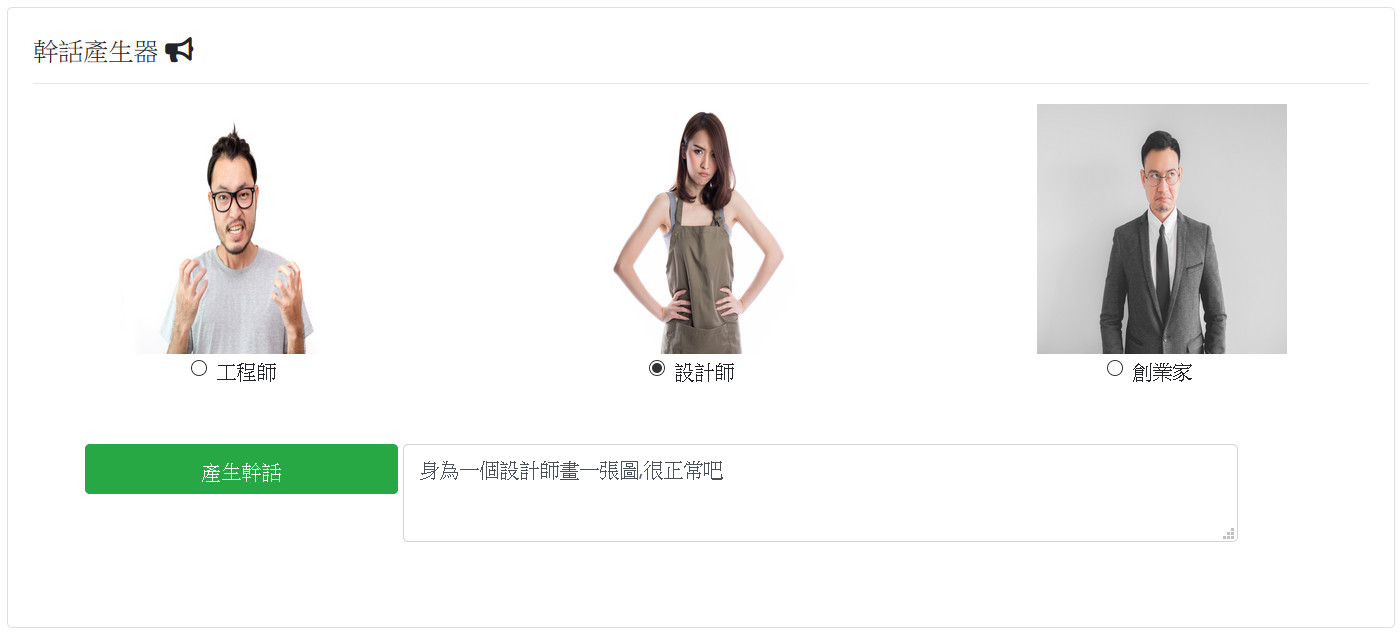 幹話產生器
工程師
設計師
創業家
產生幹話
身為一個設計師畫一張圖,很正常吧